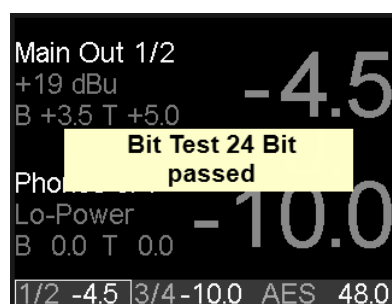 Main Out 1/2
+19 dBu
-4.5
B +3.5 T +5.0
Bit Test 24 Bit
passed
Lo-Power
-10.0
B 0.0 T 0.0
1/2 -4.5 3/4 -10.0 AES 48.0